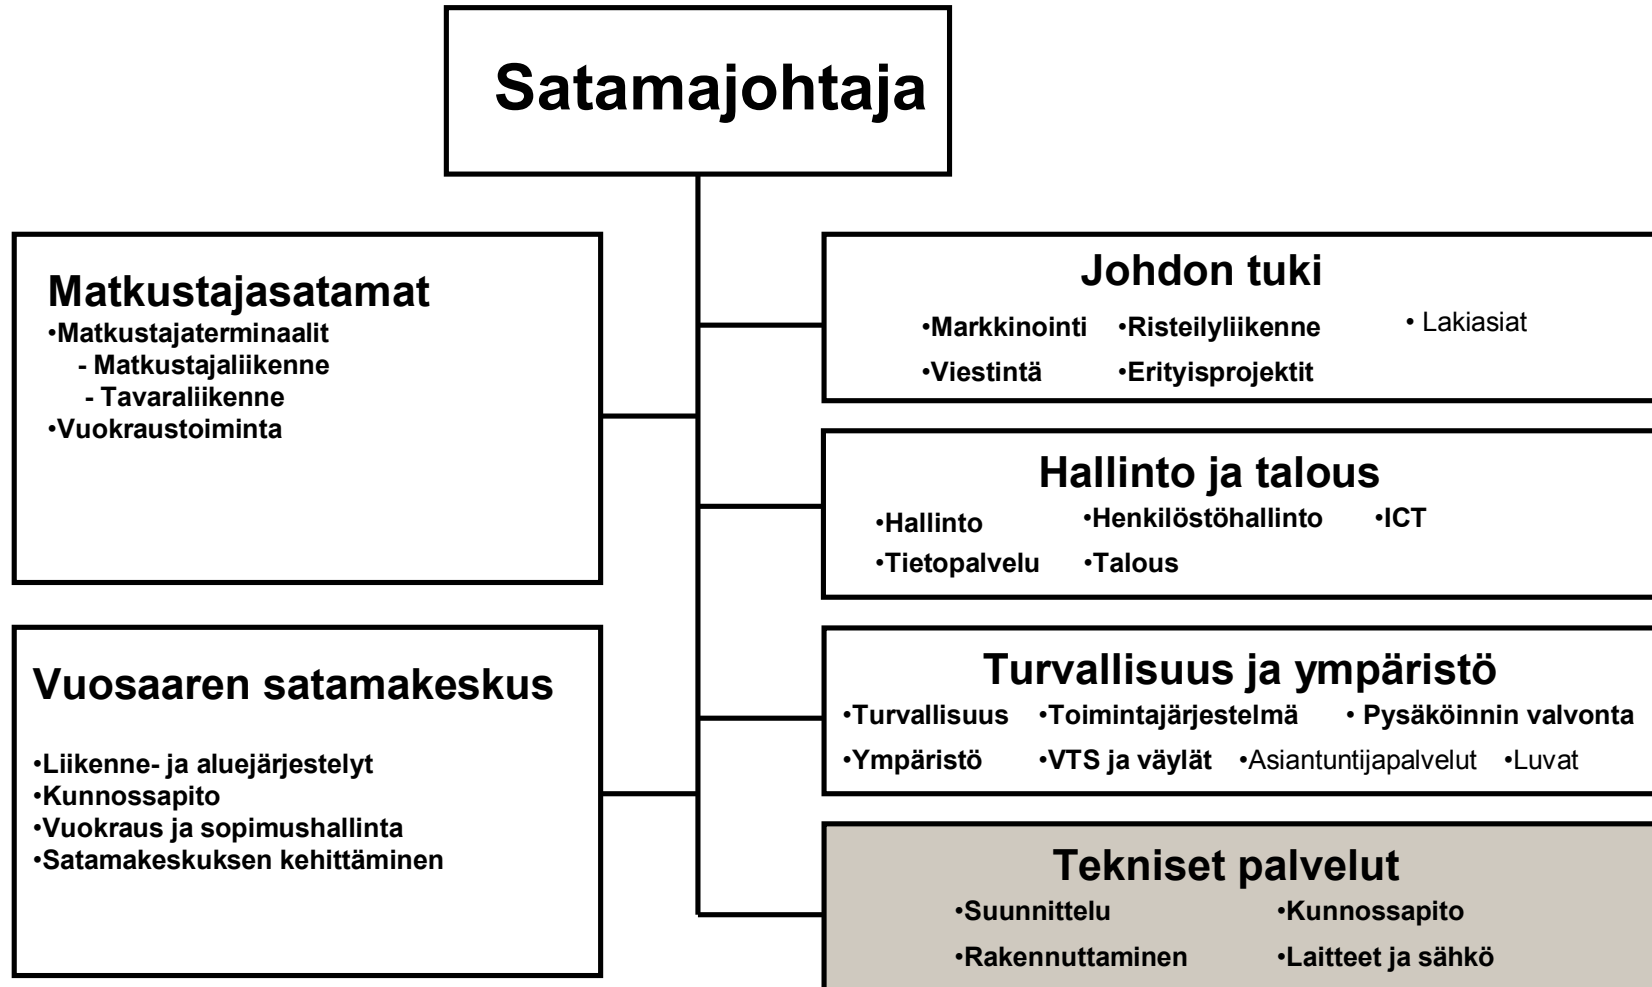 Satamajohtaja
Matkustajasatamat
•Matkustajaterminaalit
- Matkustajaliikenne
- Tavaraliikenne
•Vuokraustoiminta
Vuosaaren satamakeskus
•Liikenne- ja aluejärjestelyt
•Kunnossapito
•Vuokraus ja sopimushallinta
•Satamakeskuksen kehittäminen
Johdon tuki
•Markkinointi •Risteilyliikenne • Lakiasiat
•Viestintä •Erityisprojektit
Hallinto ja talous
•Hallinto •Henkilöstöhallinto •ICT
•Tietopalvelu •Talous
Turvallisuus ja ympäristö
•Turvallisuus •Toimintajärjestelmä • Pysäköinnin valvonta
•Ympäristö •VTS ja väylät •Asiantuntijapalvelut •Luvat
Tekniset palvelut
•Suunnittelu •Kunnossapito
•Rakennuttaminen •Laitteet ja sähkö